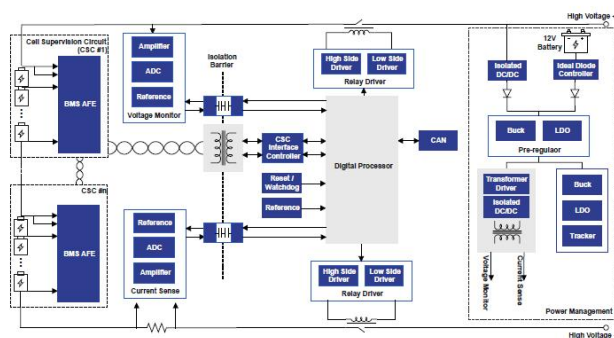 High Voltage
Cell Supervision Circuit
(CSC #1)
BMS AFE
Amplifier
ADC
Reference
Voltage Monitor
Isolation
Barrier
High Side
Driver
Low Side
Driver
Relay Driver
12V
Battery
Isolated
DC/DC
Ideal Diode
Controller
Buck
LDO
Pre-regulaor
CSC
Interface
Controller
Digital
Processor
CAN
Reset /
Watchdog
Reference
Transformer
Driver
Isolated
DC/DC
Buck
LDO
Tracker
Voltage Monitor
Current Sense
Power Management
CSC #n
BMS AFE
Reference
ADC
Amplifier
Current Sense
High Side
Driver
Low Side
Driver
Relay Driver
High Voltage